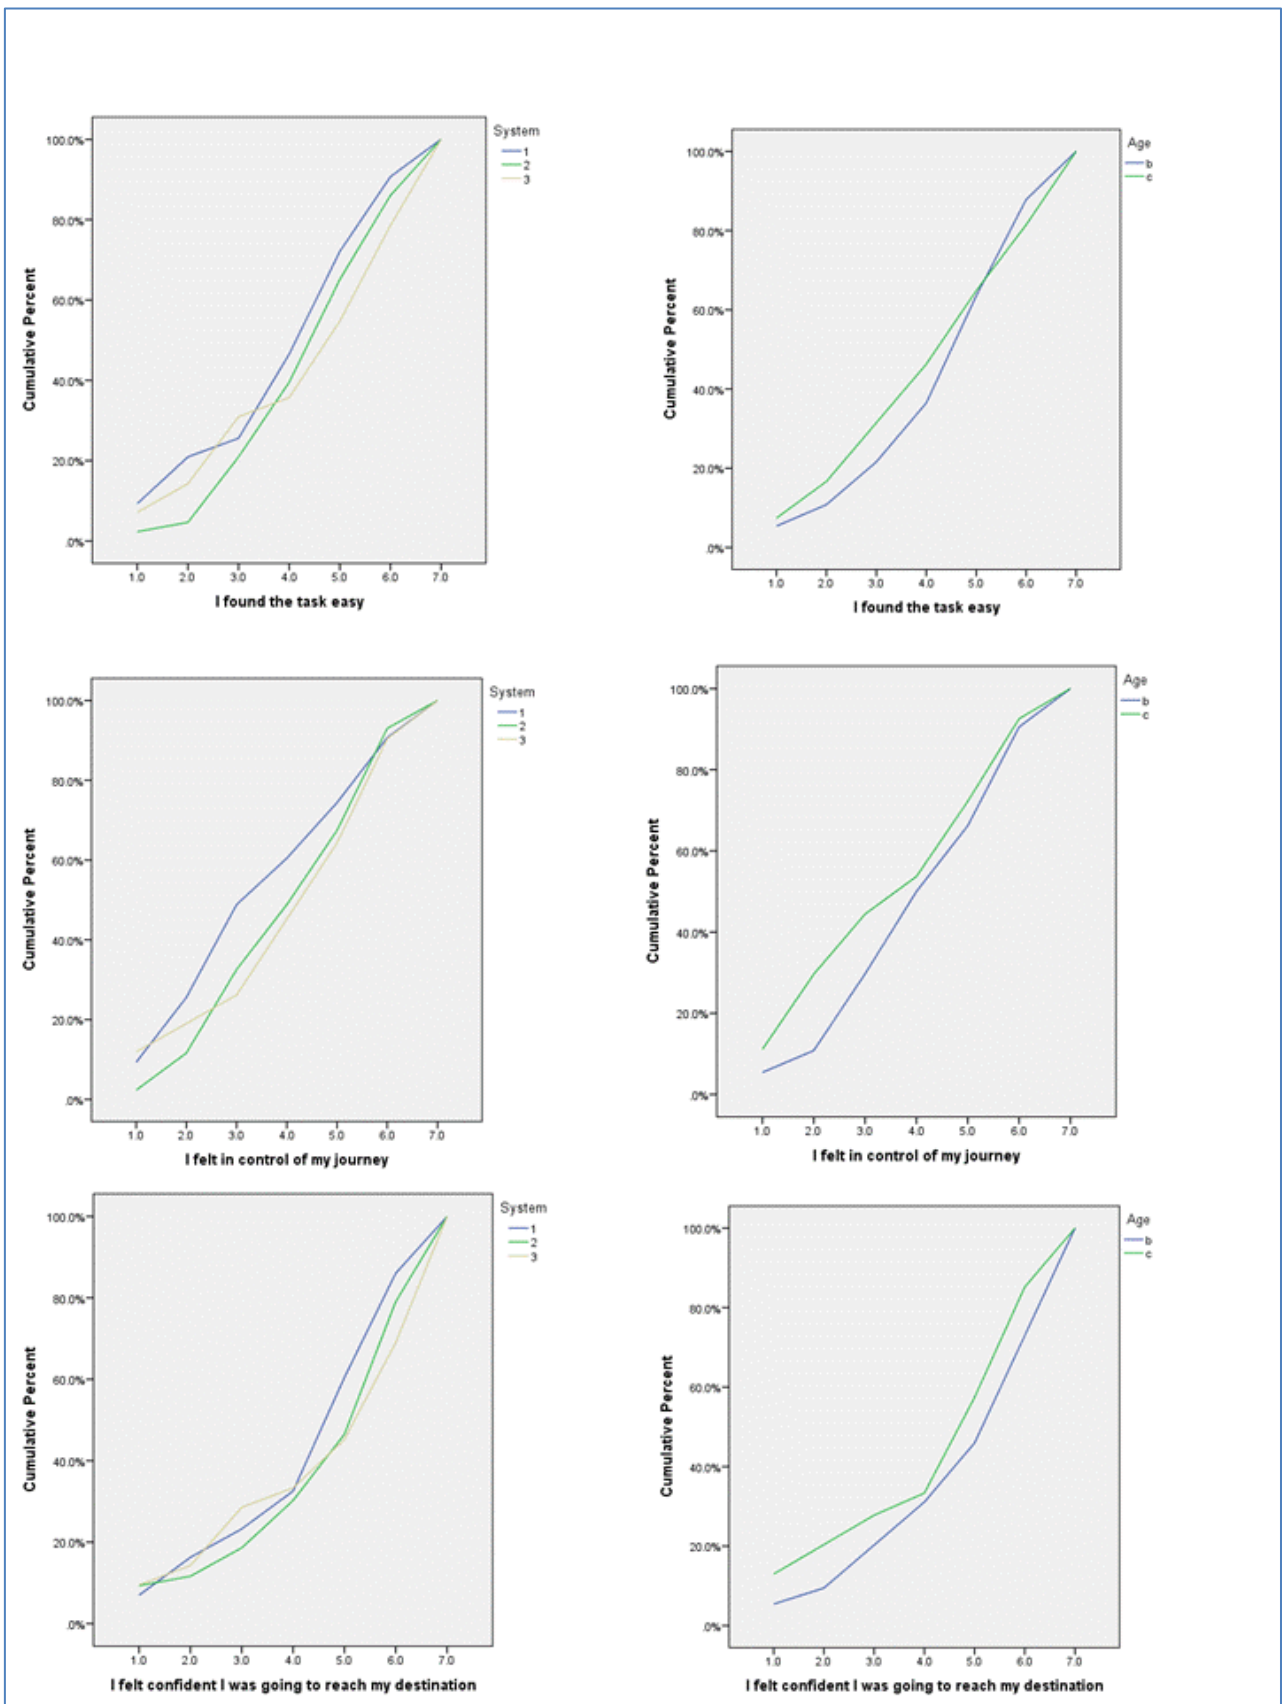 System
1
2
3
100.0%
80.0%
60.0%
40.0%
20.0%
.0%
Cumulative Percent
1.0 2.0 3.0 4.0 5.0 6.0 7.0
I found the task easy
Age
b
c
100.0%
80.0%
60.0%
40.0%
20.0%
.0%
Cumulative Percent
1.0 2.0 3.0 4.0 5.0 6.0 7.0
I found the task easy
System
1
2
3
100.0%
80.0%
60.0%
40.0%
20.0%
.0%
Cumulative Percent
1.0 2.0 3.0 4.0 5.0 6.0 7.0
I felt in control of my journey
Age
b
c
100.0%
80.0%
60.0%
40.0%
20.0%
.0%
Cumulative Percent
1.0 2.0 3.0 4.0 5.0 6.0 7.0
I felt in control of my journey
System
1
2
3
100.0%
80.0%
60.0%
40.0%
20.0%
.0%
Cumulative Percent
1.0 2.0 3.0 4.0 5.0 6.0 7.0
I felt confident I was going to reach my destination
Age
b
c
100.0%
80.0%
60.0%
40.0%
20.0%
.0%
Cumulative Percent
1.0 2.0 3.0 4.0 5.0 6.0 7.0
I felt confident I was going to reach my destination